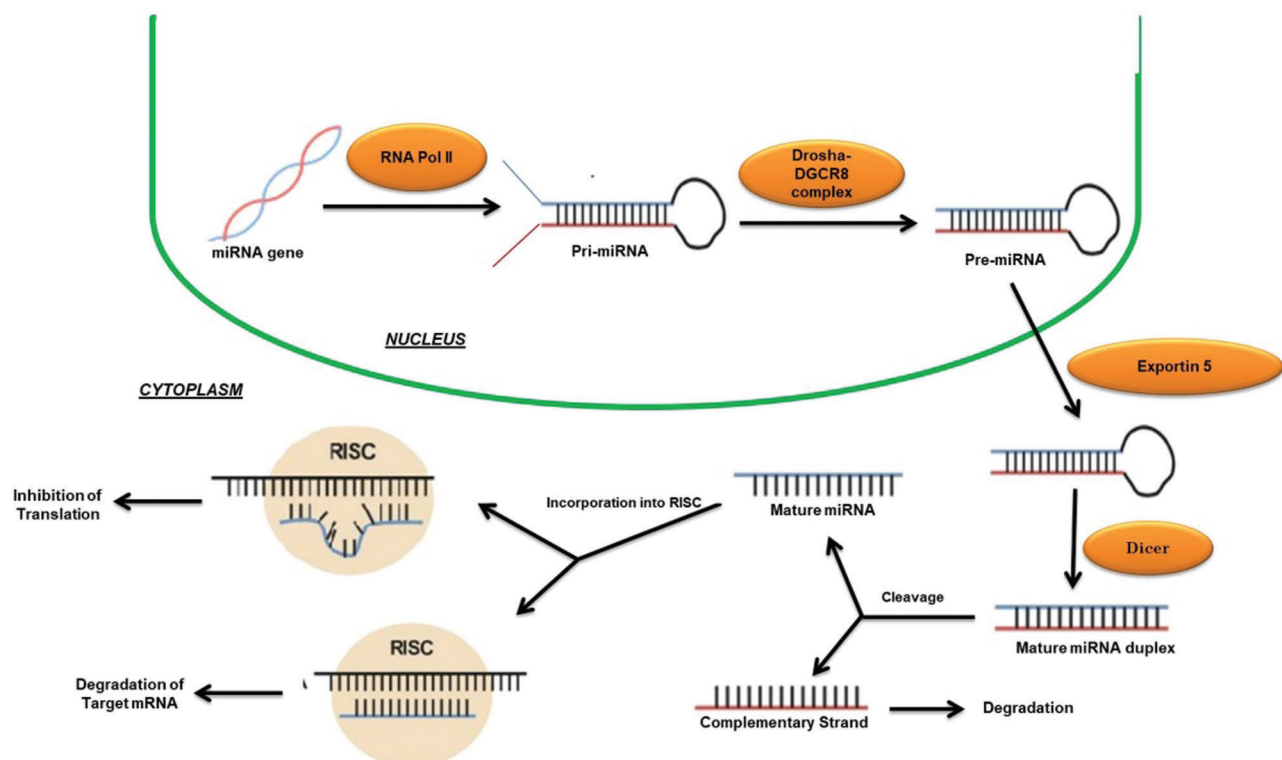 RNA Pol II
Drosha-
DGCR8
complex
miRNA gene
Pri-miRNA
Pre-miRNA
NUCLEUS
Exportin 5
CYTOPLASM
RISC
Inhibition of
Translation
Incorporation into RISC
Mature miRNA
Dicer
Cleavage
Mature miRNA duplex
RISC
Degradation of
Target mRNA
Complementary Strand
Degradation